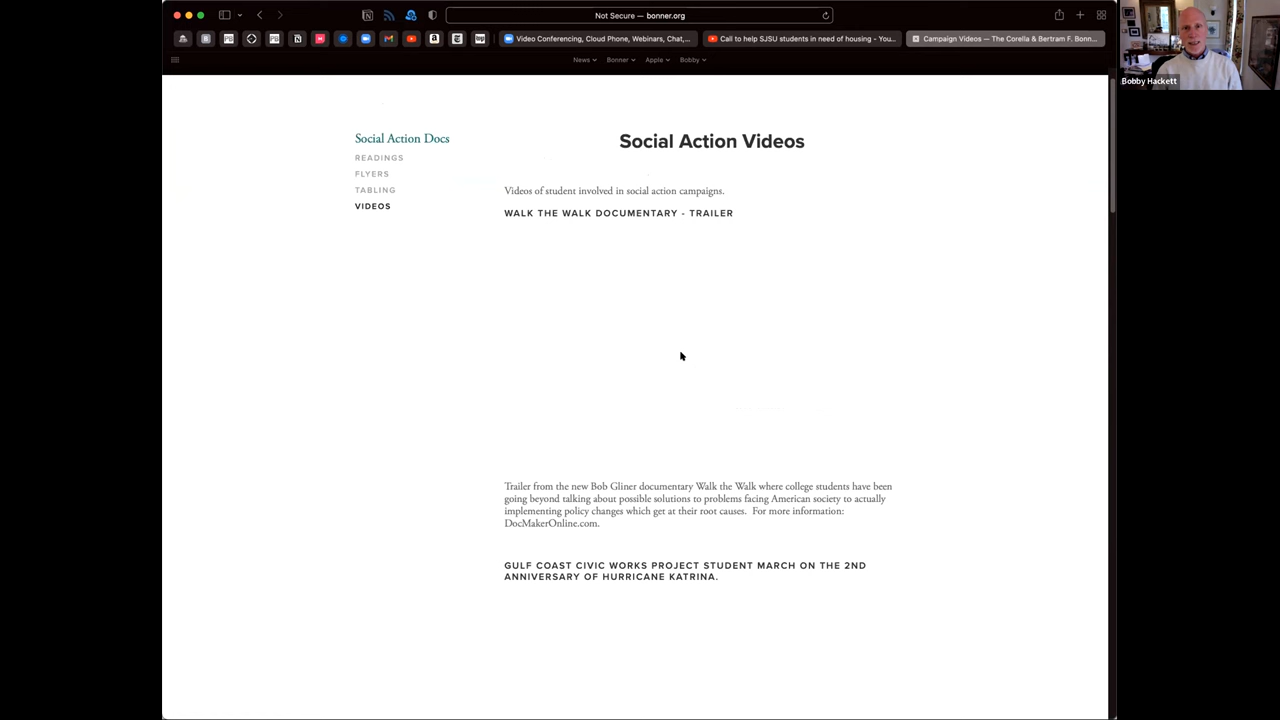 Not Secure — bonner.org
Video Conferencing, Cloud Phone, Webinars, Chat,...
Call to help SJSU students in need of housing - You...
Campaign Videos — The Corella & Bertram F. Bonn...
News
Bonner
Apple
Bobby
Bobby Hackett
Social Action Docs
READINGS
FLYERS
TABLING
VIDEOS
Social Action Videos
Videos of student involved in social action campaigns.
WALK THE WALK DOCUMENTARY - TRAILER
Trailer from the new Bob Gliner documentary Walk the Walk where college students have been
going beyond talking about possible solutions to problems facing American society to actually
implementing policy changes which get at their root causes.  For more information:
DocMakerOnline.com.
GULF COAST CIVIC WORKS PROJECT STUDENT MARCH ON THE 2ND
ANNIVERSARY OF HURRICANE KATRINA.